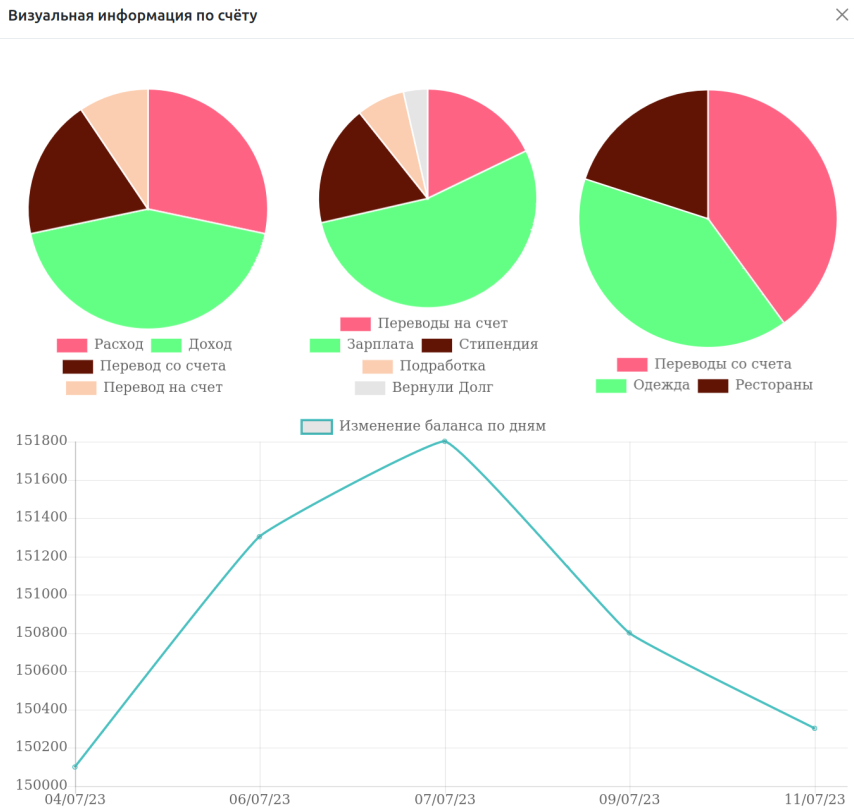 Визуальная информация по счёту
Расход Доход
Перевод со счета
Перевод на счет
Переводы на счет
Зарплата Стипендия
Подработка
Вернули Долг
Переводы со счета
Одежда Рестораны
Изменение баланса по дням
151800
151600
151400
151200
151000
150800
150600
150400
150200
150000
04/07/23 06/07/23 07/07/23 09/07/23 11/07/23